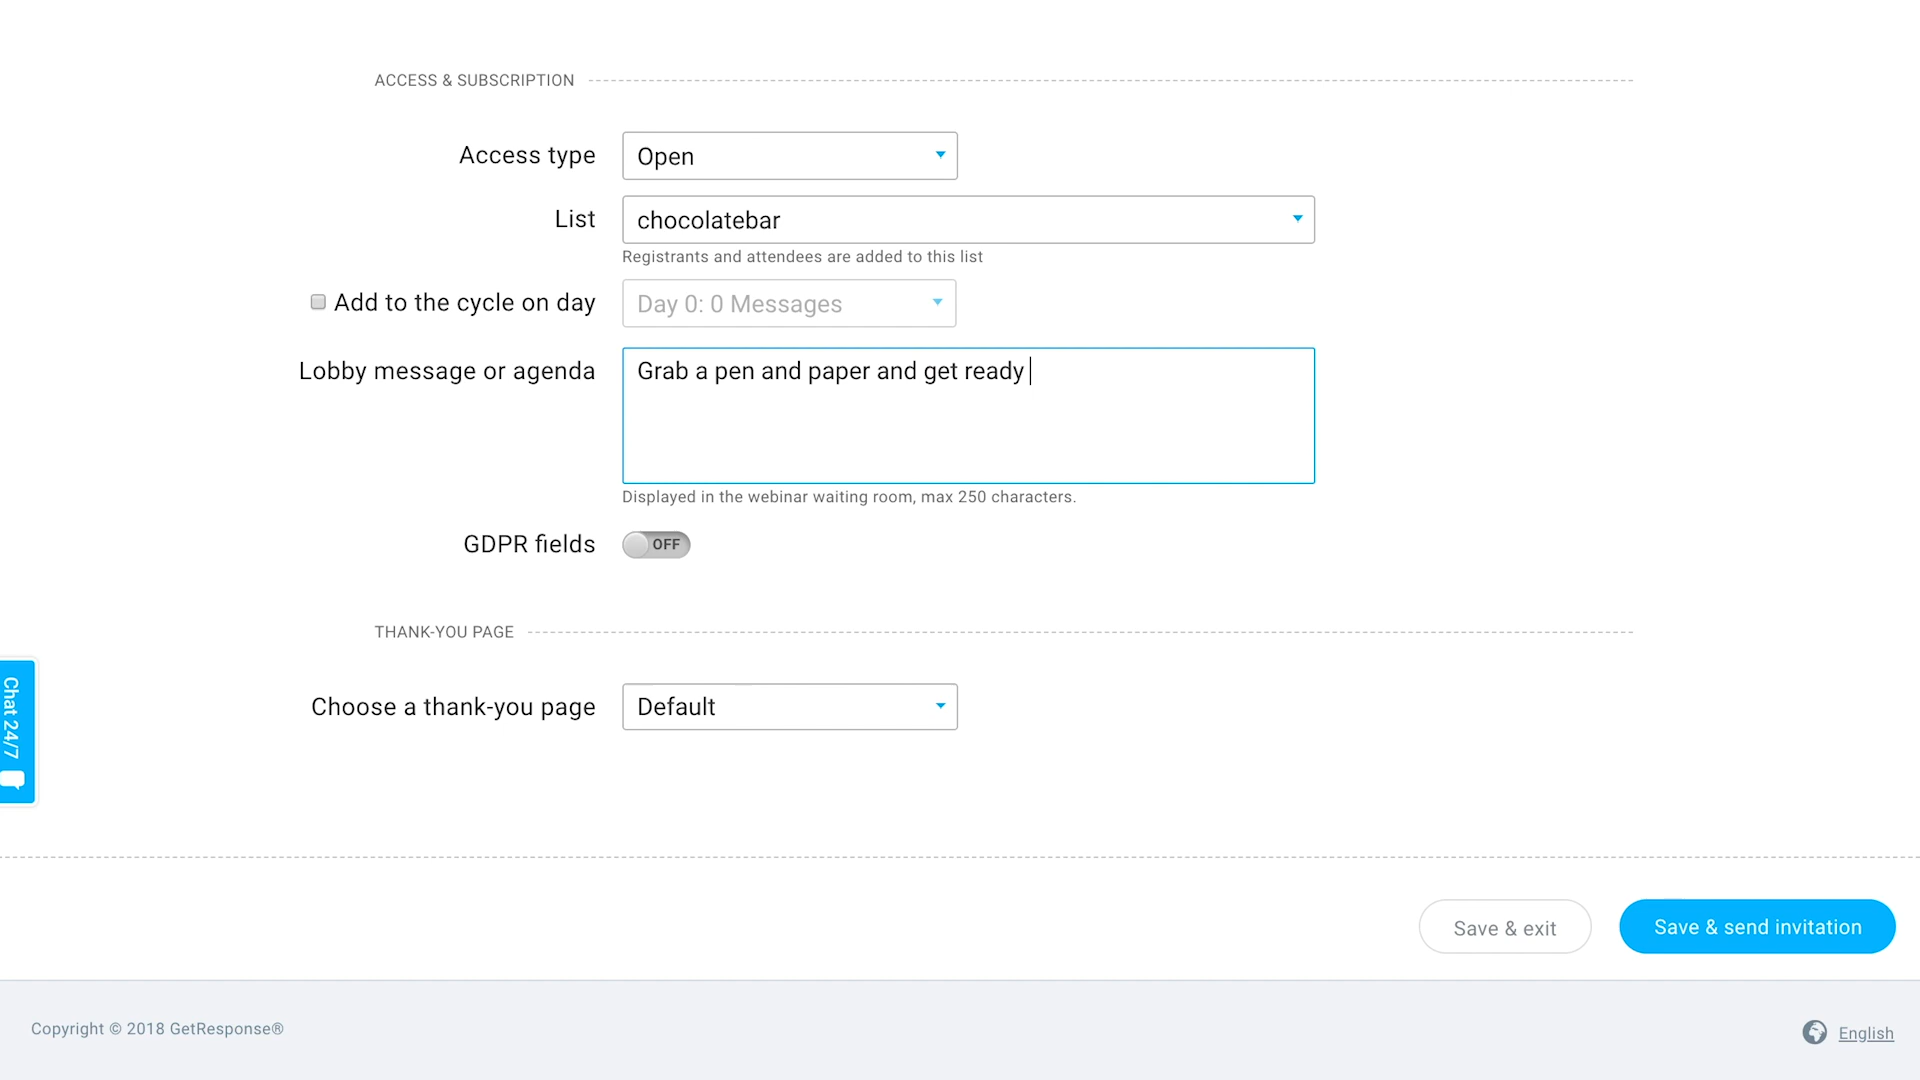 ACCESS & SUBSCRIPTION
Access type
Open
List
chocolatebar
Registrants and attendees are added to this list
Add to the cycle on day
Day 0: 0 Messages
Lobby message or agenda
Grab a pen and paper and get ready
Displayed in the webinar waiting room, max 250 characters.
GDPR fields
OFF
THANK-YOU PAGE
Choose a thank-you page
Default
Chat 24/7
Save & exit
Save & send invitation
Copyright © 2018 GetResponse®
English